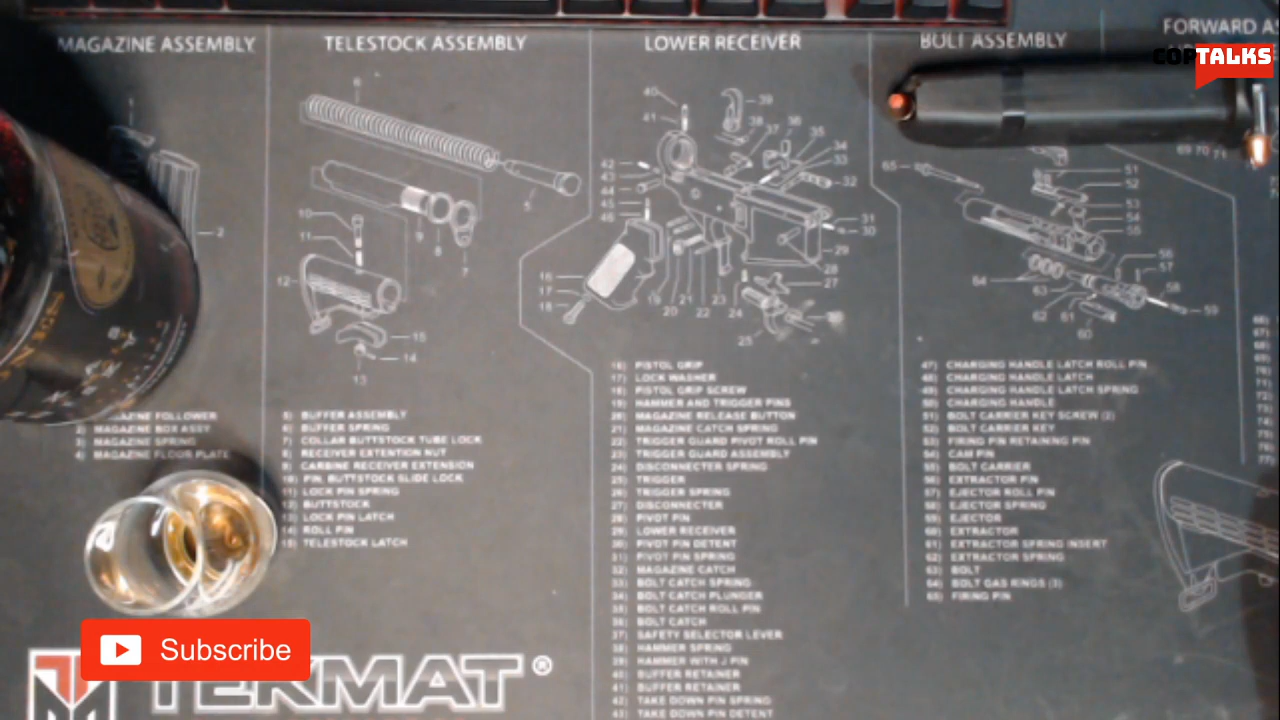 MAGAZINE ASSEMBLY
MAGAZINE FOLLOWER
2) MAGAZINE BOX ASSY
3) MAGAZINE SPRING
4) MAGAZINE FLOOR PLATE
TELESTOCK ASSEMBLY
5) BUFFER ASSEMBLY
6) BUFFER SPRING
7) COLLAR BUTTSTOCK TUBE LOCK
8) RECEIVER EXTENTION NUT
9) CARBINE RECEIVER EXTENSION
10) PIN, BUTTSTOCK SLIDE LOCK
11) LOCK PIN SPRING
12) BUTTSTOCK
13) LOCK PIN LATCH
14) ROLL PIN
15) TELESTOCK LATCH
LOWER RECEIVER
16) PISTOL GRIP
17) LOCK WASHER
18) PISTOL GRIP SCREW
19) HAMMER AND TRIGGER PINS
20) MAGAZINE RELEASE BUTTON
21) MAGAZINE CATCH SPRING
22) TRIGGER GUARD PIVOT ROLL PIN
23) TRIGGER GUARD ASSEMBLY
24) DISCONNECTER SPRING
25) TRIGGER
26) TRIGGER SPRING
27) DISCONNECTER
28) PIVOT PIN
29) LOWER RECEIVER
30) PIVOT PIN DETENT
31) PIVOT PIN SPRING
32) MAGAZINE CATCH
33) BOLT CATCH SPRING
34) BOLT CATCH PLUNGER
35) BOLT CATCH ROLL PIN
36) BOLT CATCH
37) SAFETY SELECTOR LEVER
38) HAMMER SPRING
39) HAMMER WITH J PIN
40) BUFFER RETAINER
41) BUFFER RETAINER
42) TAKE DOWN PIN SPRING
43) TAKE DOWN PIN DETENT
BOLT ASSEMBLY
47) CHARGING HANDLE LATCH ROLL PIN
48) CHARGING HANDLE LATCH
49) CHARGING HANDLE LATCH SPRING
50) CHARGING HANDLE
51) BOLT CARRIER KEY SCREW (2)
52) BOLT CARRIER KEY
53) FIRING PIN RETAINING PIN
54) CAM PIN
55) BOLT CARRIER
56) EXTRACTOR PIN
57) EJECTOR ROLL PIN
58) EJECTOR SPRING
59) EJECTOR
60) EXTRACTOR
61) EXTRACTOR SPRING INSERT
62) EXTRACTOR SPRING
63) BOLT
64) BOLT GAS RINGS (3)
65) FIRING PIN
FORWARD AS
COPTALKS
Subscribe
TEKMAT®